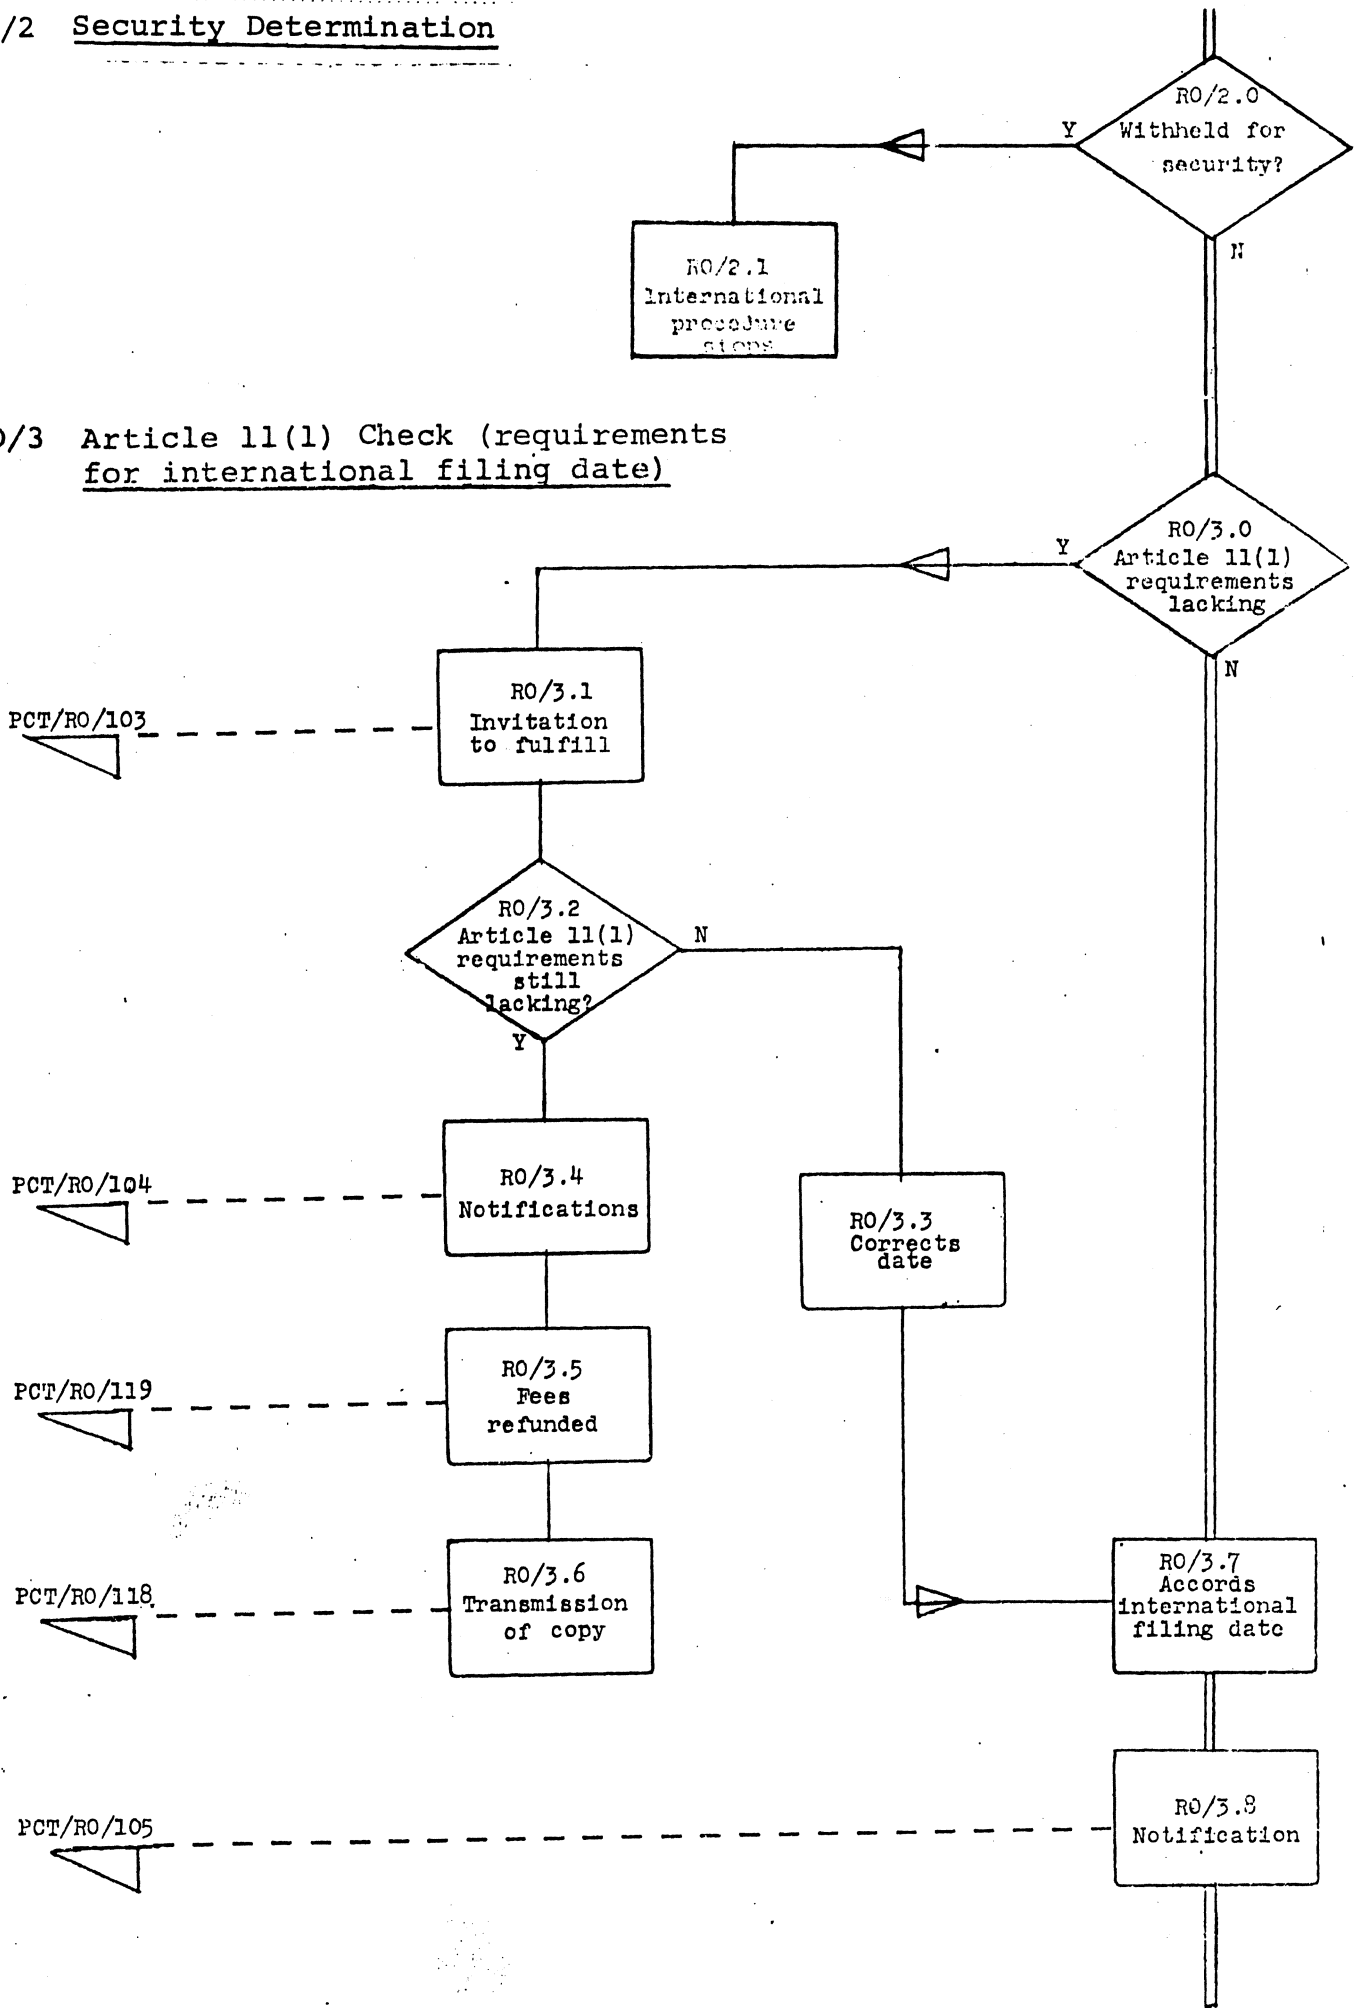 /2 Security Determination
RO/2.0
Withheld for
security?
Y
N
RO/2.1
International
procedure
stops
O/3 Article 11(1) Check (requirements
for international filing date)
RO/3.0
Article 11(1)
requirements
lacking
Y
N
RO/3.1
Invitation
to fulfill
PCT/RO/103
RO/3.2
Article 11(1)
requirements
still
lacking?
N
Y
RO/3.4
Notifications
PCT/RO/104
RO/3.3
Corrects
date
RO/3.5
Fees
refunded
PCT/RO/119
RO/3.6
Transmission
of copy
PCT/RO/118
RO/3.7
Accords
international
filing date
RO/3.8
Notification
PCT/RO/105